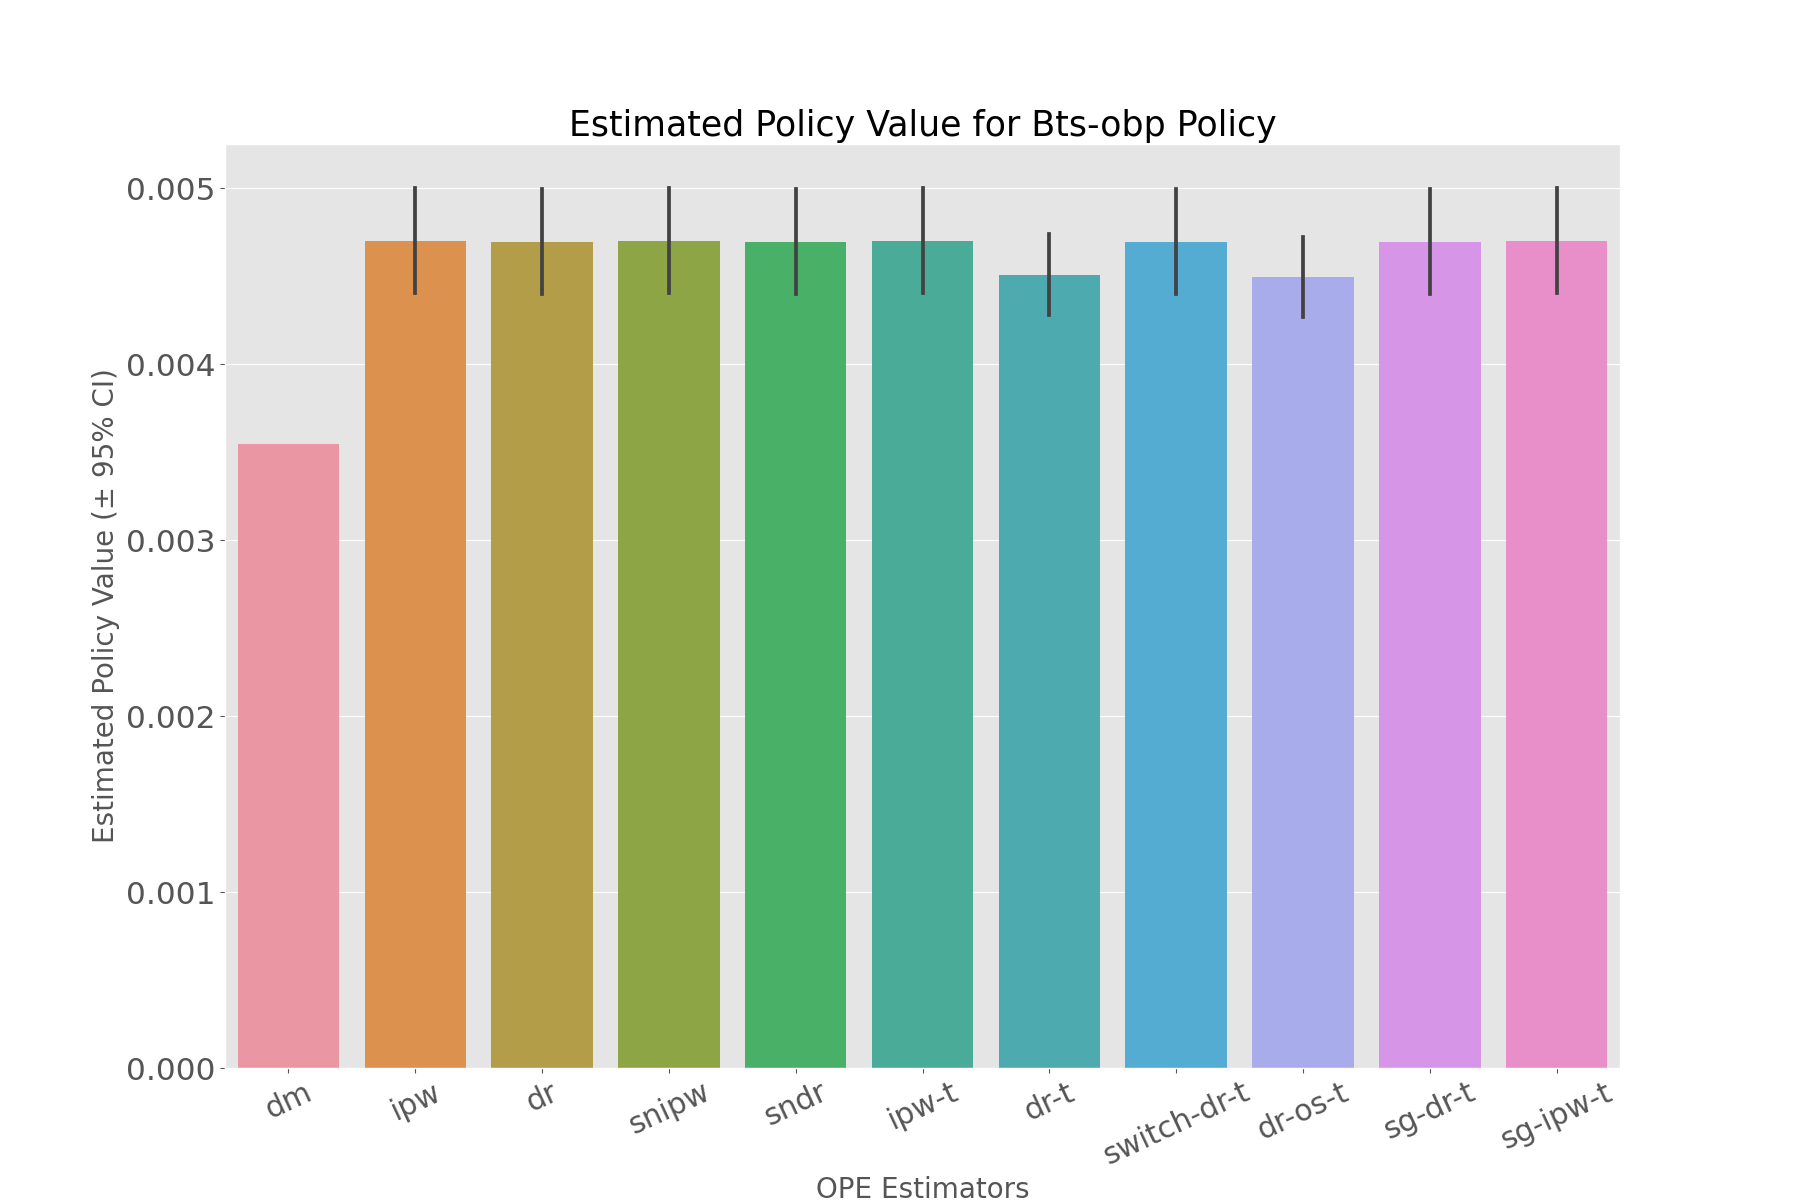 Estimated Policy Value for Bts-obp Policy
Estimated Policy Value (± 95% CI)
0.005
0.004
0.003
0.002
0.001
0.000
dm
ipw
dr
snipw
sndr
ipw-t
dr-t
switch-dr-t
dr-os-t
sg-dr-t
sg-ipw-t
OPE Estimators